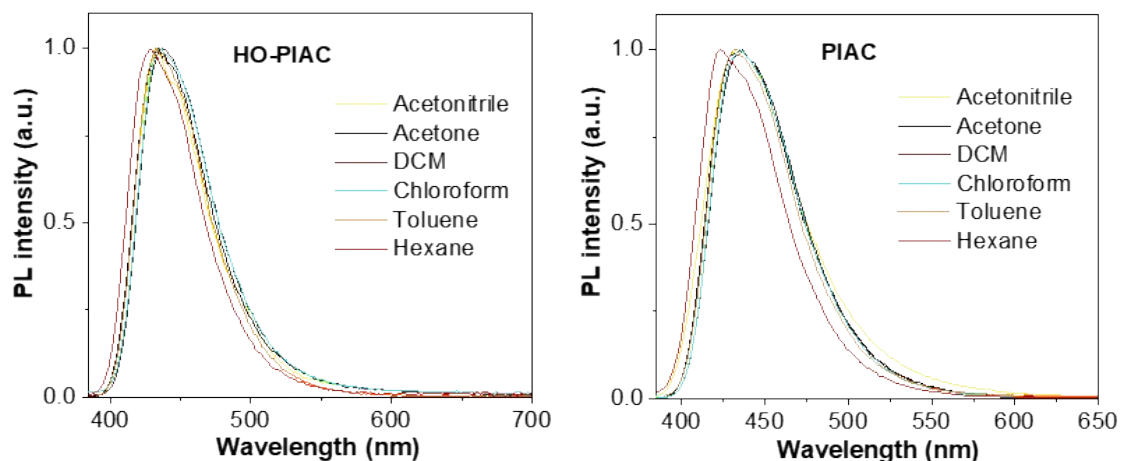 HO-PIAC
Acetonitrile
Acetone
DCM
Chloroform
Toluene
Hexane
PL intensity (a.u.)
1.0
0.5
0.0
400
500
600
700
Wavelength (nm)
PIAC
Acetonitrile
Acetone
DCM
Chloroform
Toluene
Hexane
PL intensity (a.u.)
1.0
0.5
0.0
400
450
500
550
600
650
Wavelength (nm)